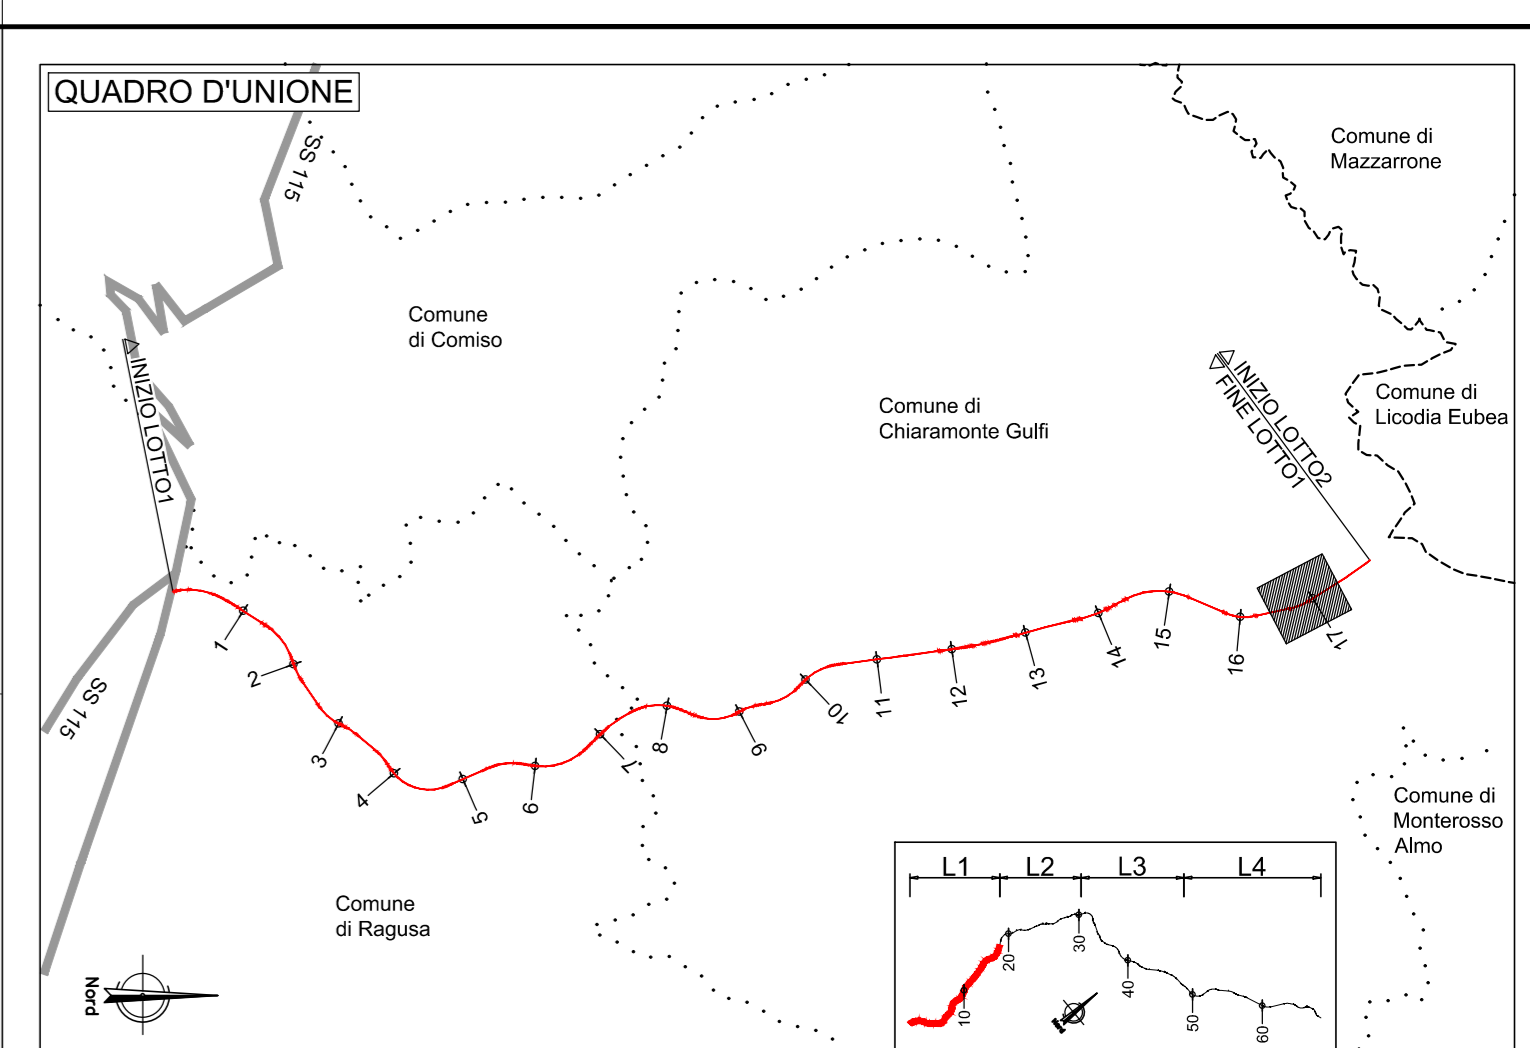 QUADRO D'UNIONE
SS 115
Comune di
Mazzarrone
Comune
di Comiso
INIZIO LOTTO1
Comune di
Chiaramonte Gulfi
INIZIO LOTTO2
FINE LOTTO1
Comune di
Licodia Eubea
1
2
3
4
5
6
7
8
9
10
11
12
13
14
15
16
17
SS 115
Comune di
Monterosso
Almo
Comune
di Ragusa
Nord
L1
L2
L3
L4
10
20
30
40
50
60